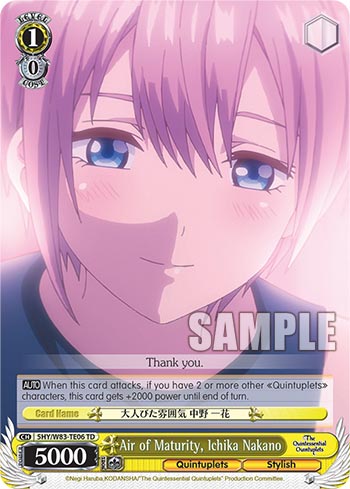 LEVEL
1
0
COST
SAMPLE
Thank you.
AUTO When this card attacks, if you have 2 or more other «Quintuplets»
characters, this card gets +2000 power until end of turn.
Card Name 大人びた雰囲気 中野 一花
CH SHY/W83-TE06 TD
5000
Air of Maturity, Ichika Nakano
The
Quintessential
Quintuplets
Quintuplets Stylish
©Negi Haruba,KODANSHA/"The Quintessential Quintuplets" Production Committee.